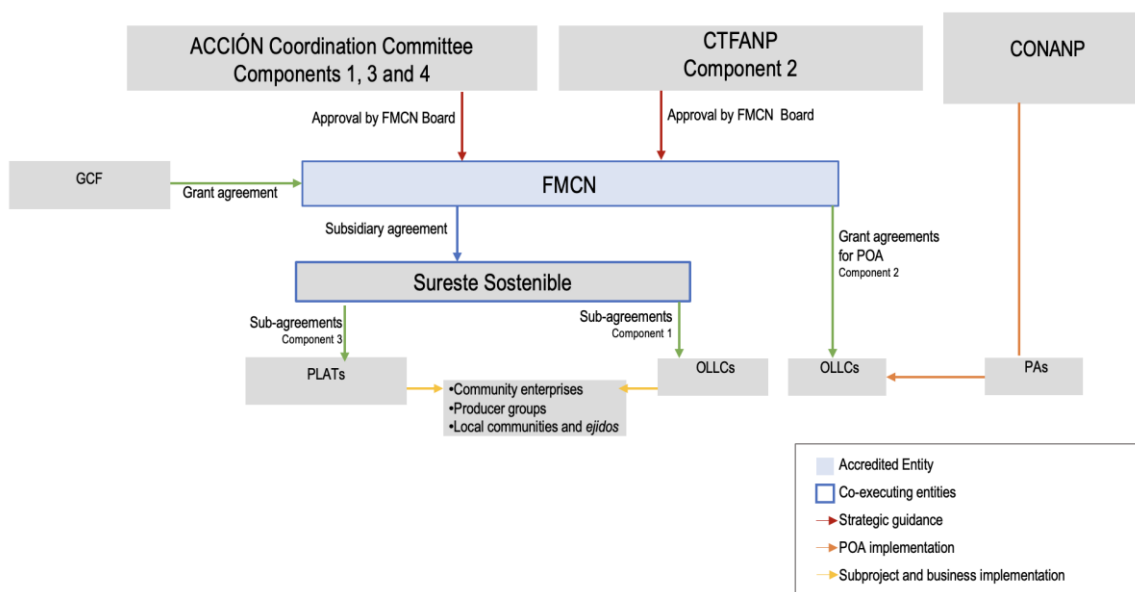 ACCIÓN Coordination Committee
Components 1, 3 and 4
CTFANP
Component 2
CONANP
Approval by FMCN Board
Approval by FMCN Board
GCF
Grant agreement
FMCN
Subsidiary agreement
Grant agreements
for POA
Component 2
Sureste Sostenible
Sub-agreements
Component 3
Sub-agreements
Component 1
PLATs
•Community enterprises
•Producer groups
•Local communities and ejidos
OLLCs
OLLCs
PAs
Accredited Entity
Co-executing entities
Strategic guidance
POA implementation
Subproject and business implementation